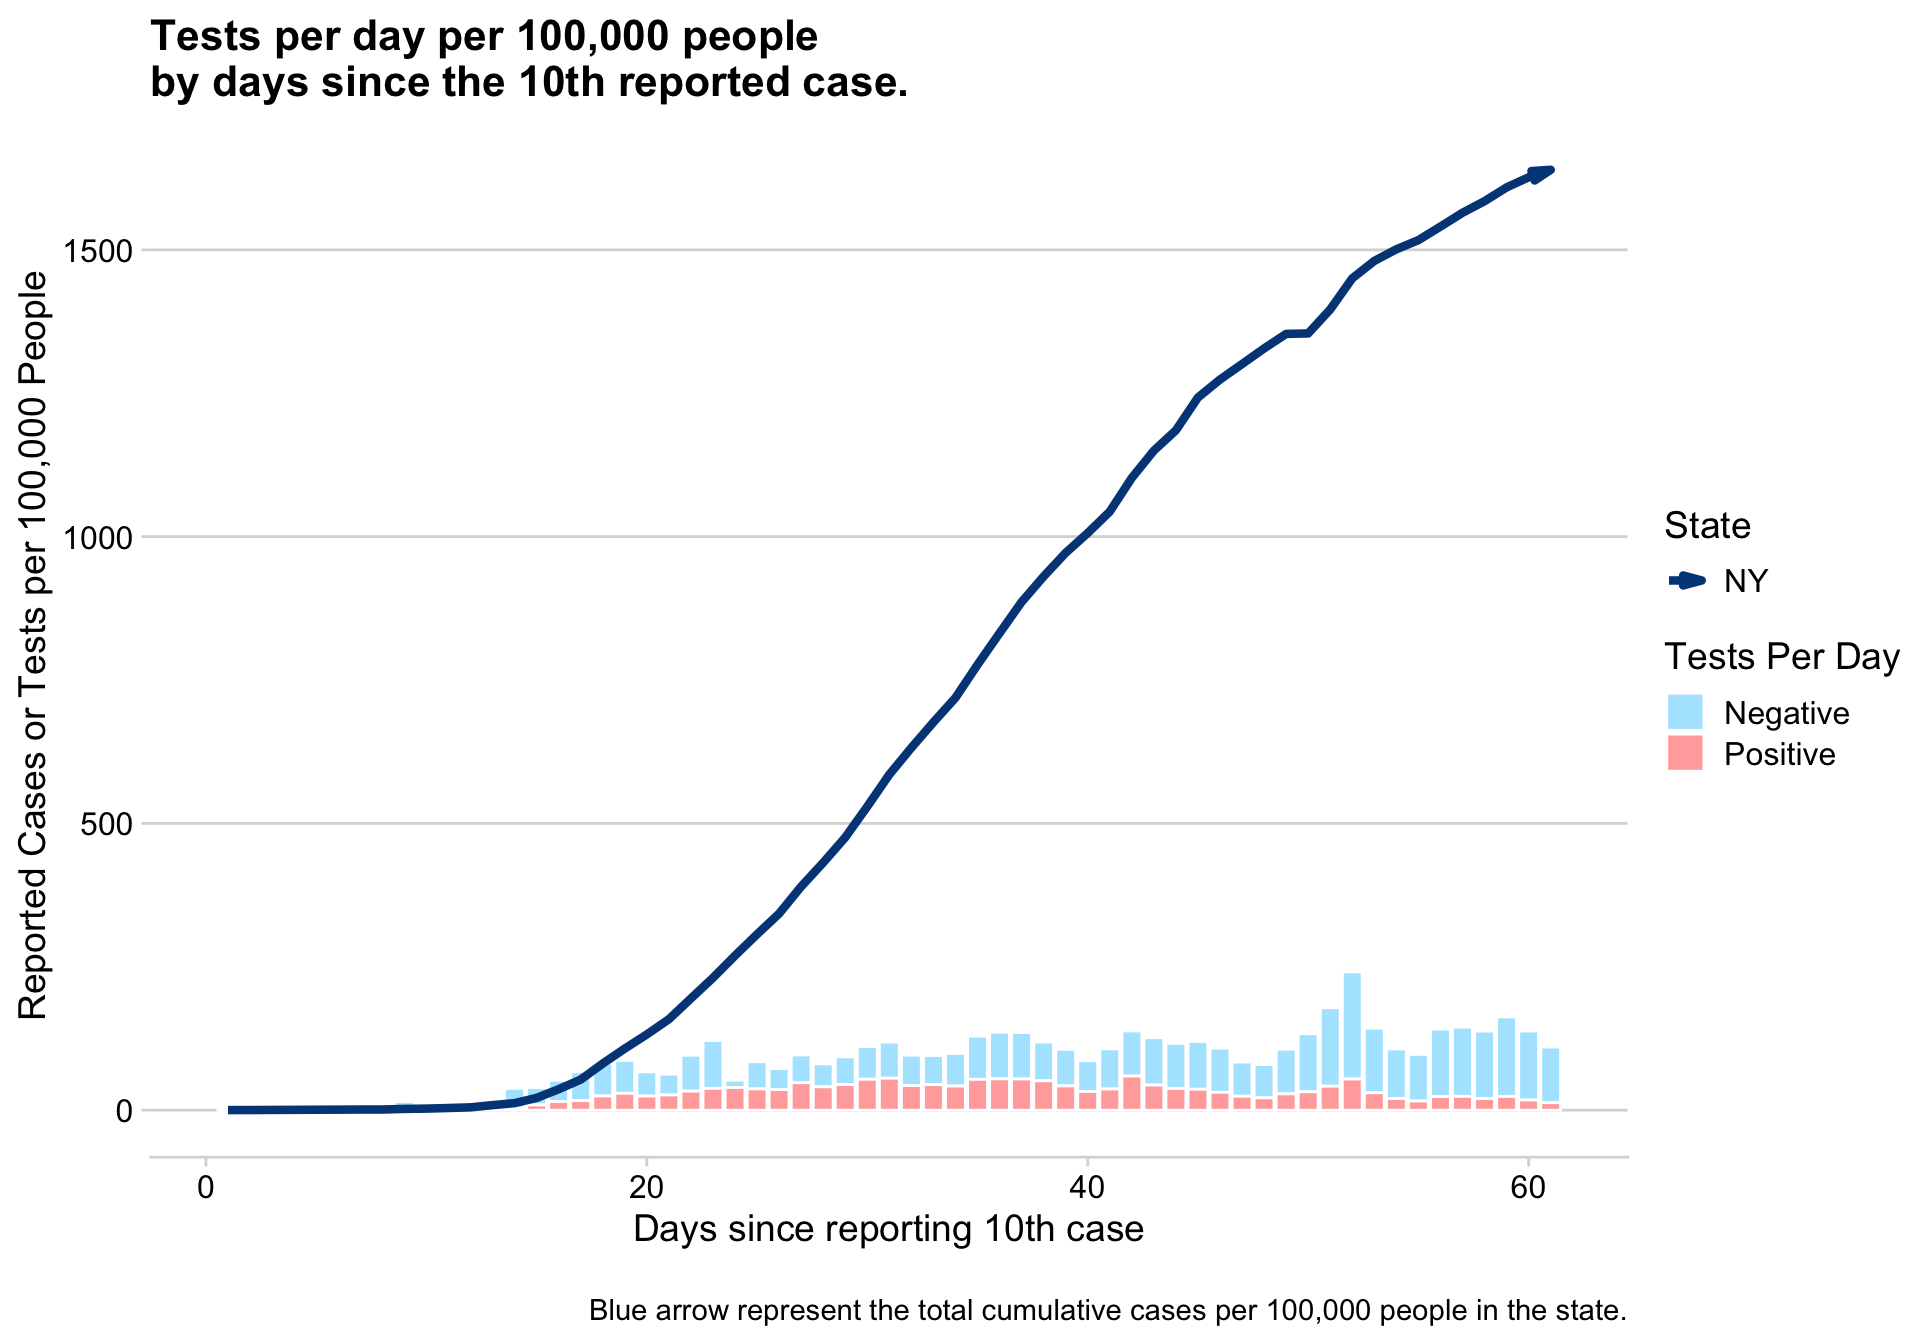 Tests per day per 100,000 people
by days since the 10th reported case.
Reported Cases or Tests per 100,000 People
1500
1000
500
0
0
20
40
60
Days since reporting 10th case
State
NY
Tests Per Day
Negative
Positive
Blue arrow represent the total cumulative cases per 100,000 people in the state.